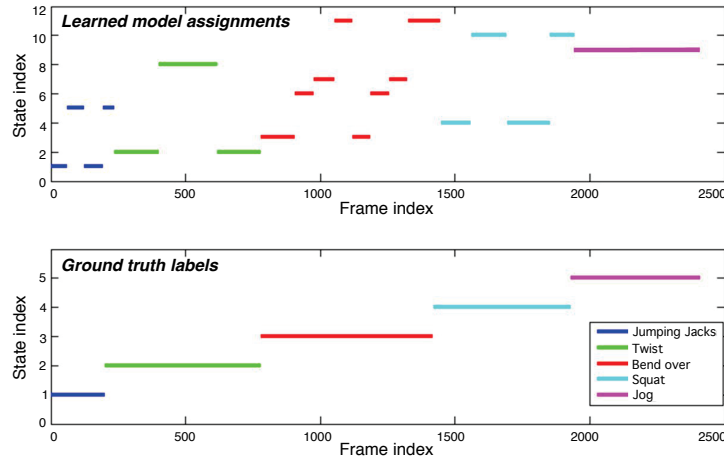 Learned model assignments
State index
12
10
8
6
4
2
0
0
500
1000
1500
2000
2500
Frame index
Ground truth labels
State index
5
4
3
2
1
0
0
500
1000
1500
2000
2500
Frame index
Jumping Jacks
Twist
Bend over
Squat
Jog